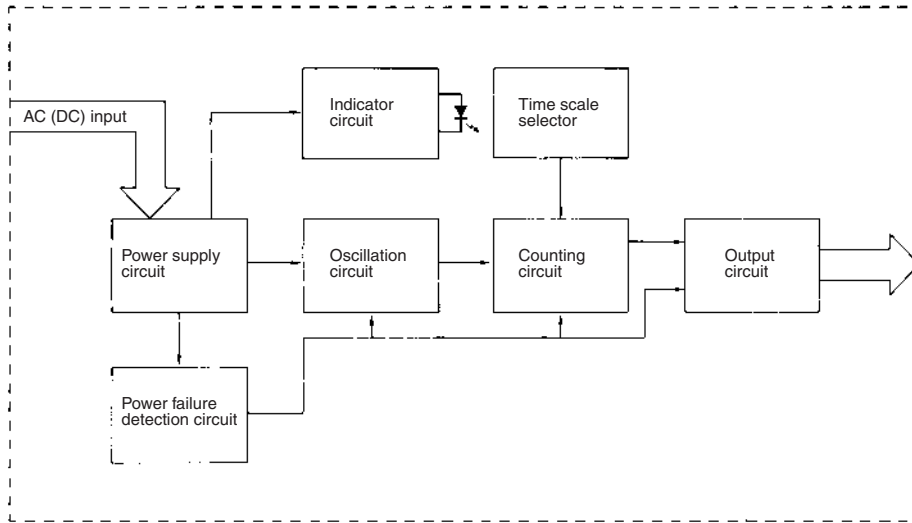 Indicator
circuit
Time scale
selector
AC (DC) input
Power supply
circuit
Oscillation
circuit
Counting
circuit
Output
circuit
Power failure
detection circuit